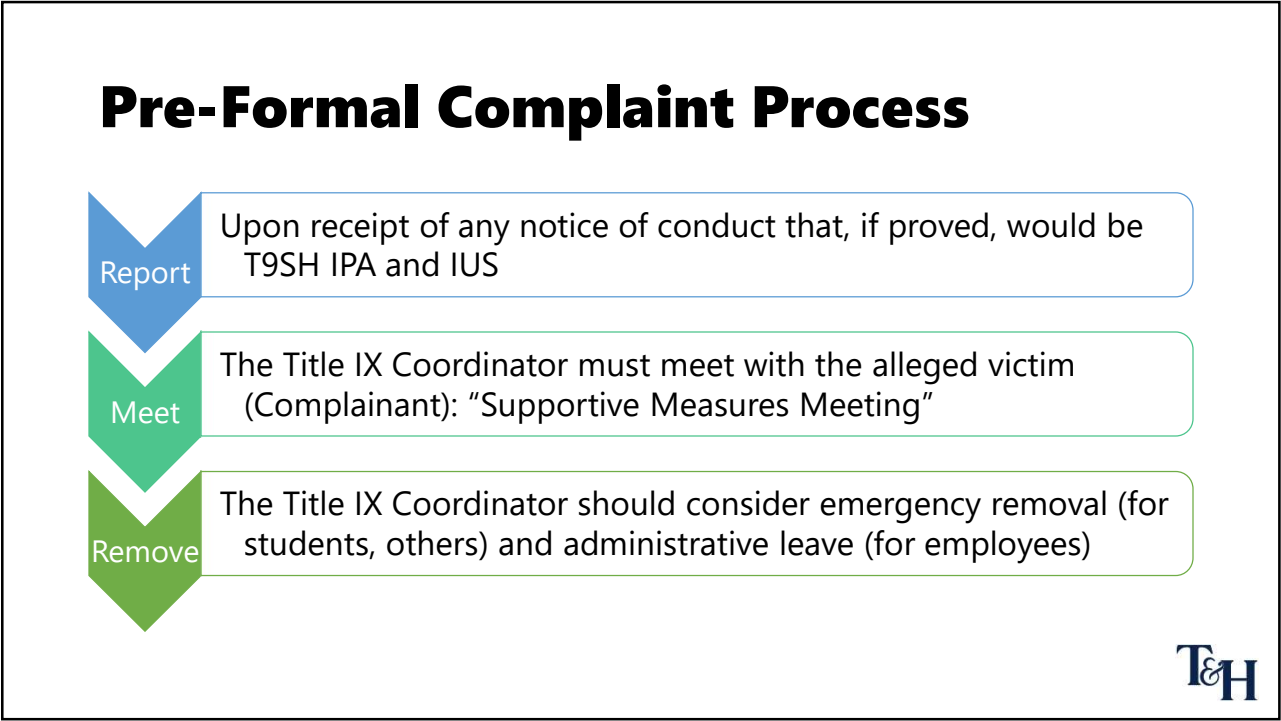 Pre-Formal Complaint Process
Report
Upon receipt of any notice of conduct that, if proved, would be
T9SH IPA and IUS
Meet
The Title IX Coordinator must meet with the alleged victim
(Complainant): “Supportive Measures Meeting”
Remove
The Title IX Coordinator should consider emergency removal (for
students, others) and administrative leave (for employees)
T&H